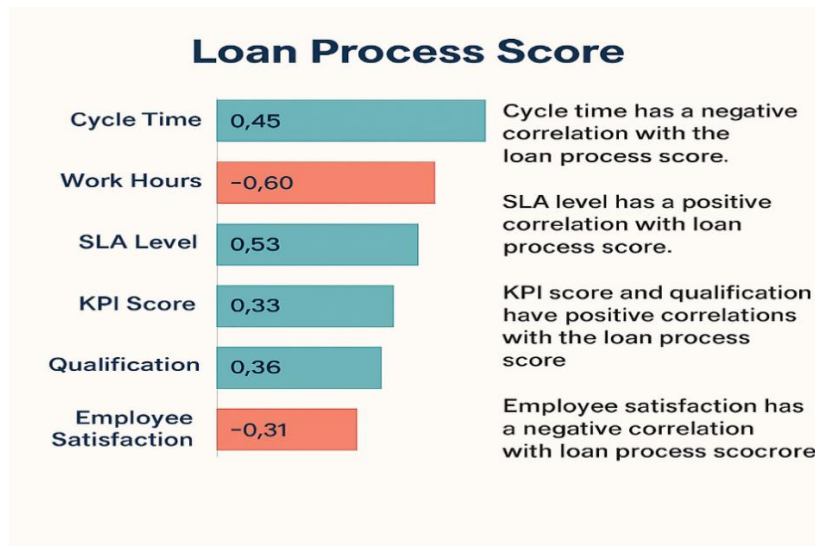 Loan Process Score
Cycle Time
0,45
Work Hours
−0,60
SLA Level
0,53
KPI Score
0,33
Qualification
0,36
Employee
Satisfaction
−0,31
Cycle time has a negative
correlation with the
loan process score.
SLA level has a positive
correlation with loan
process score.
KPI score and qualification
have positive correlations
with the loan process
score
Employee satisfaction has
a negative correlation
with loan process scocrore